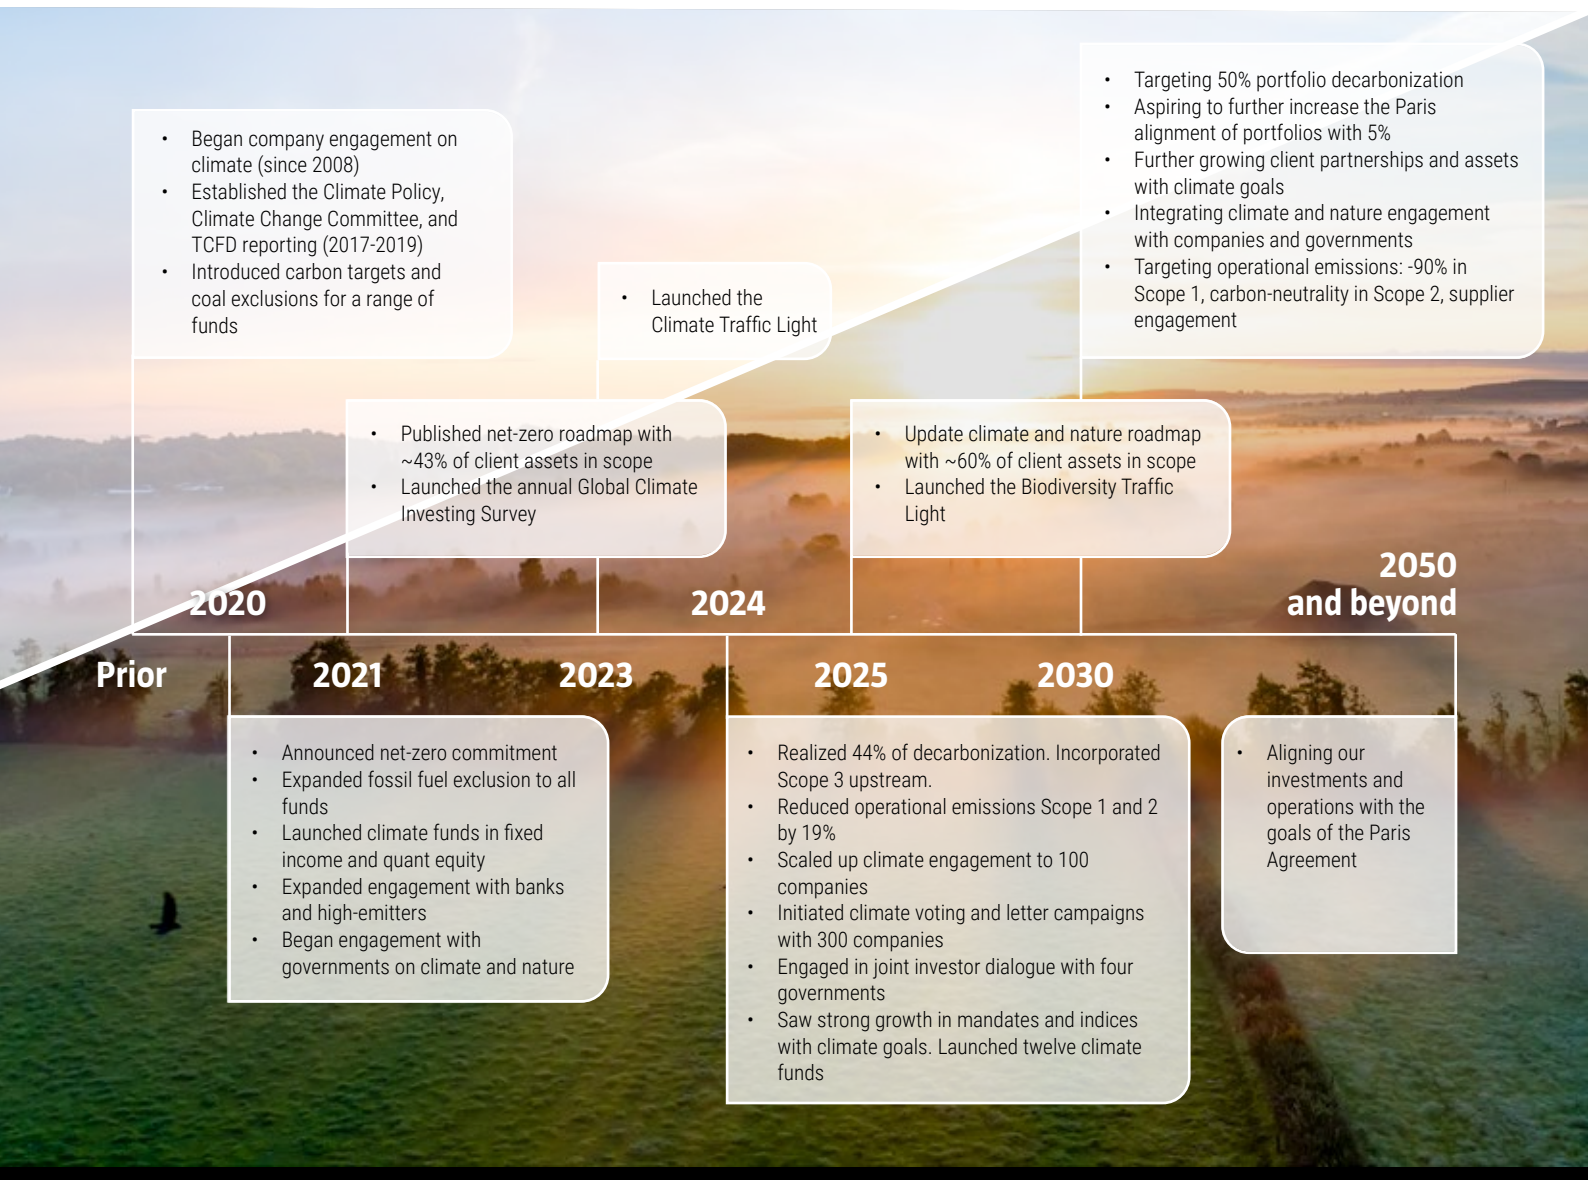 • Began company engagement on
climate (since 2008)
• Established the Climate Policy,
Climate Change Committee, and
TCFD reporting (2017-2019)
• Introduced carbon targets and
coal exclusions for a range of
funds
• Launched the
Climate Traffic Light
• Targeting 50% portfolio decarbonization
• Aspiring to further increase the Paris
alignment of portfolios with 5%
• Further growing client partnerships and assets
with climate goals
• Integrating climate and nature engagement
with companies and governments
• Targeting operational emissions: -90% in
Scope 1, carbon-neutrality in Scope 2, supplier
engagement
• Published net-zero roadmap with
~43% of client assets in scope
• Launched the annual Global Climate
Investing Survey
• Update climate and nature roadmap
with ~60% of client assets in scope
• Launched the Biodiversity Traffic
Light
2020
2024
2050
and beyond
Prior
2021
2023
2025
2030
• Announced net-zero commitment
• Expanded fossil fuel exclusion to all
funds
• Launched climate funds in fixed
income and quant equity
• Expanded engagement with banks
and high-emitters
• Began engagement with
governments on climate and nature
• Realized 44% of decarbonization. Incorporated
Scope 3 upstream.
• Reduced operational emissions Scope 1 and 2
by 19%
• Scaled up climate engagement to 100
companies
• Initiated climate voting and letter campaigns
with 300 companies
• Engaged in joint investor dialogue with four
governments
• Saw strong growth in mandates and indices
with climate goals. Launched twelve climate
funds
• Aligning our
investments and
operations with the
goals of the Paris
Agreement